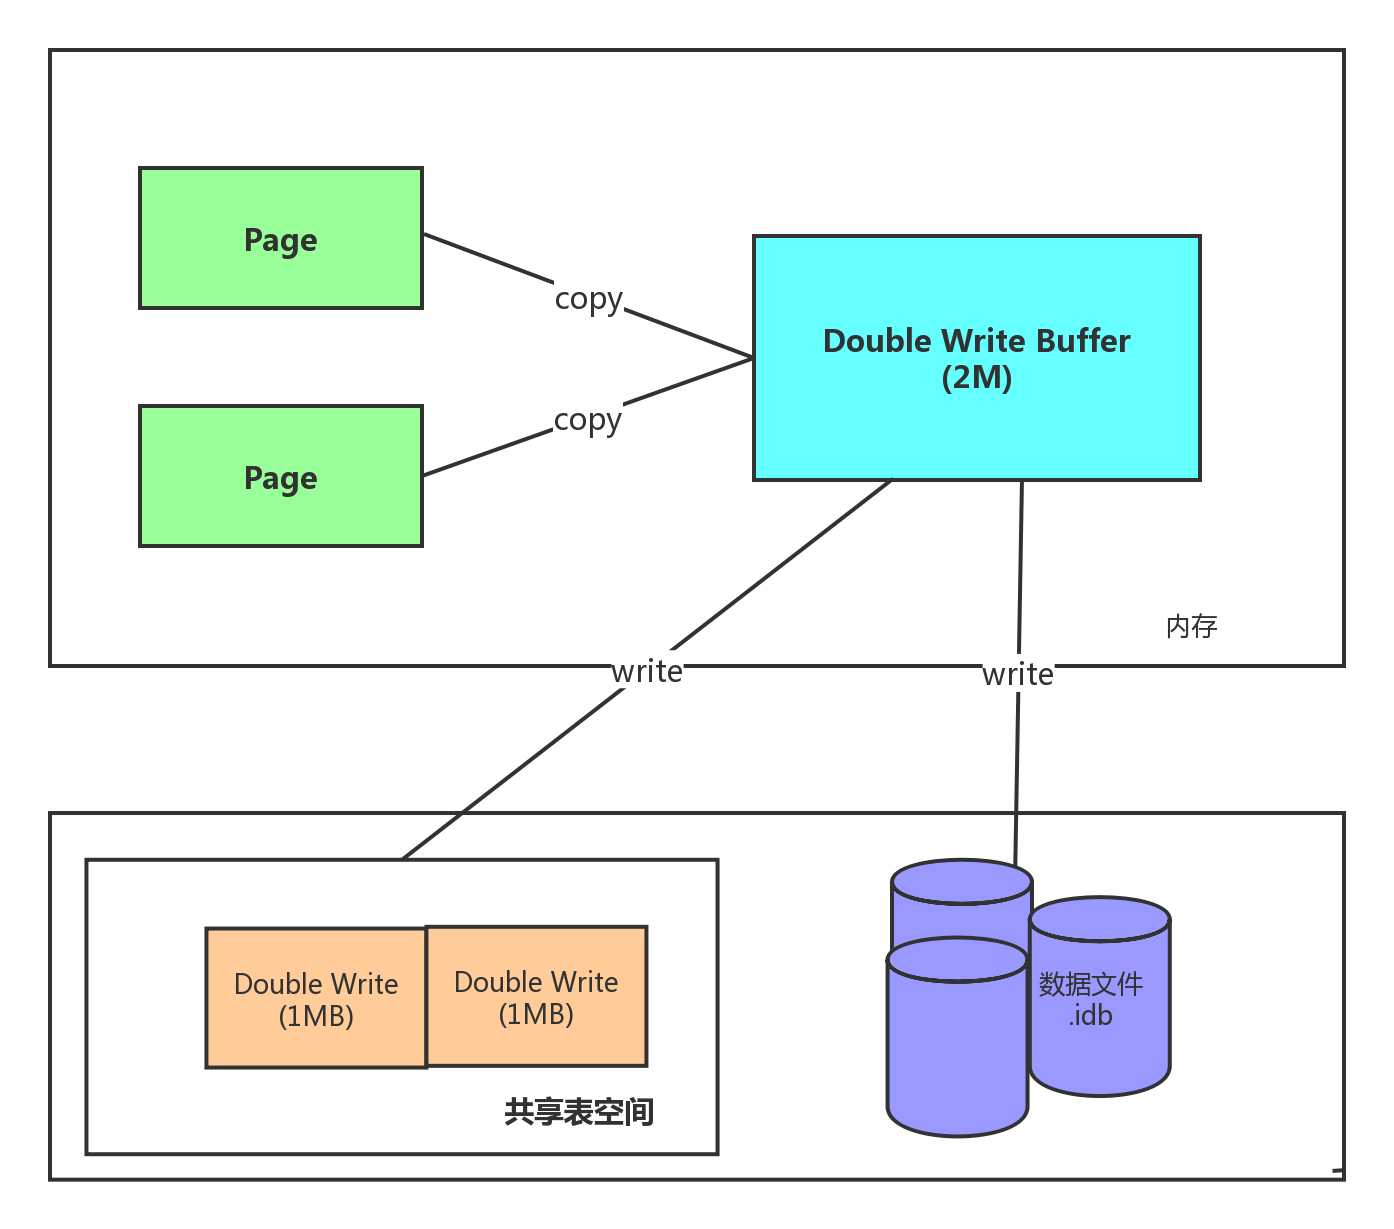 Page
copy
Double Write Buffer
(2M)
copy
Page
内存
write
write
Double Write
(1MB)
Double Write
(1MB)
数据文件
.idb
共享表空间